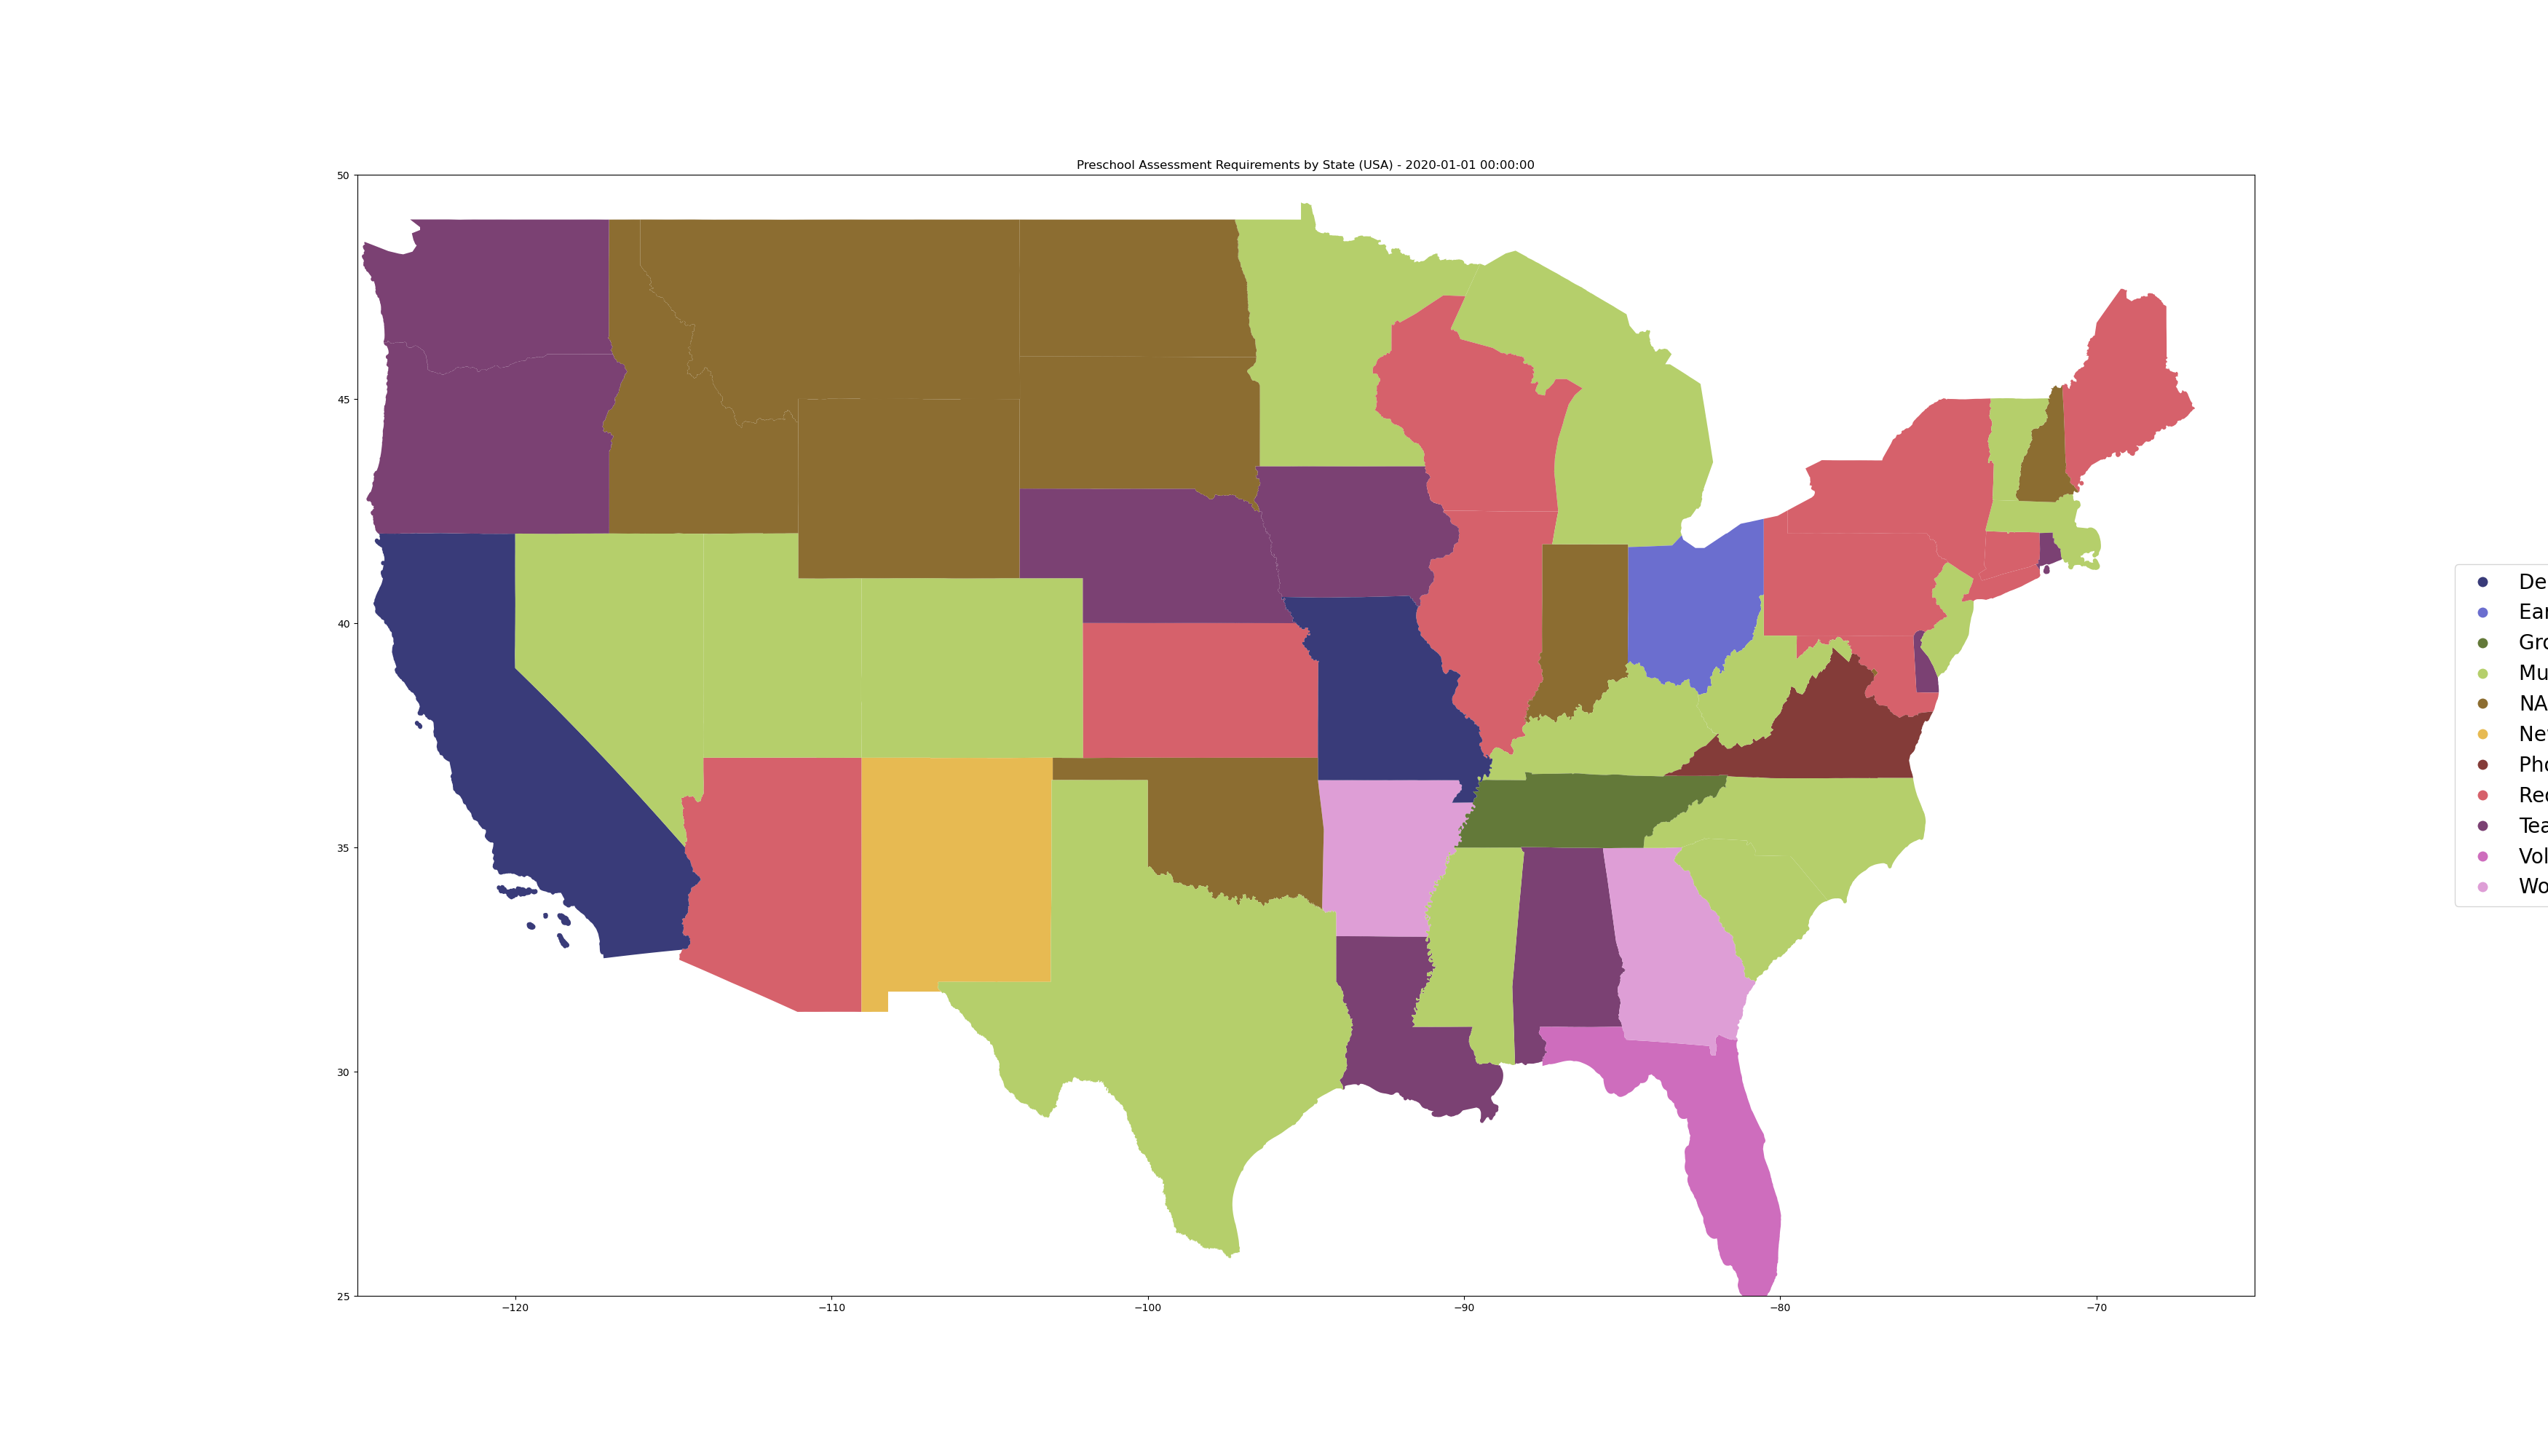 Preschool Assessment Requirements by State (USA) - 2020-01-01 00:00:00
50
45
40
35
30
25
−120
−110
−100
−90
−80
−70
De
Ear
Gro
Mu
NA
Ne
Pho
Rec
Tea
Vol
Wo